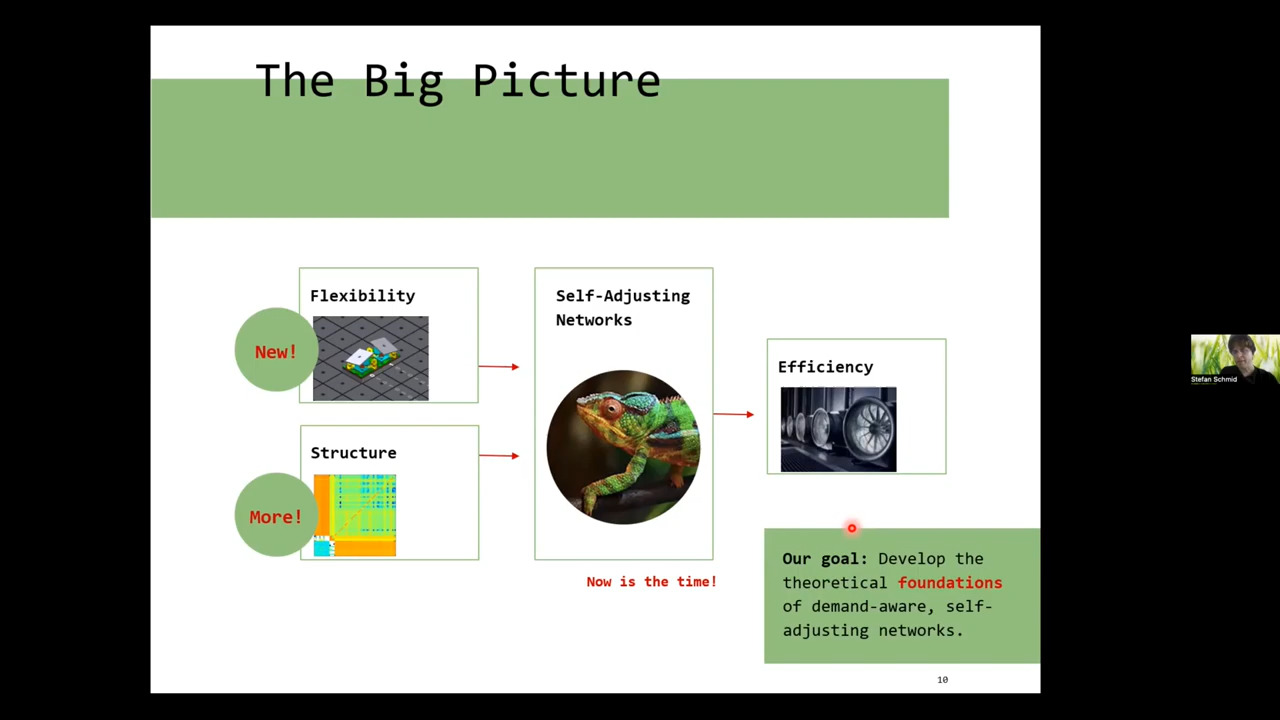 The Big Picture
Flexibility
New!
Structure
More!
Self-Adjusting
Networks
Now is the time!
Efficiency
Our goal: Develop the
theoretical foundations
of demand-aware, self-
adjusting networks.
10
Stefan Schmid